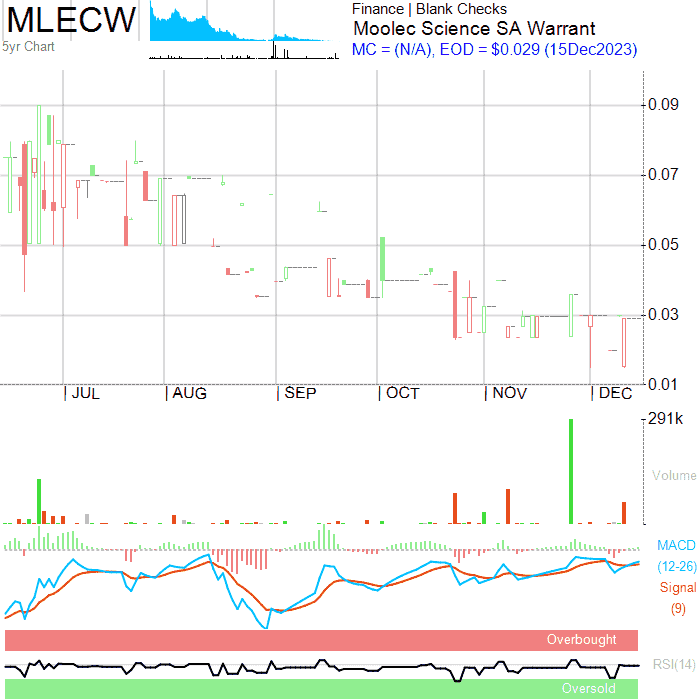 MLECW
5yr Chart
Finance | Blank Checks
Moolec Science SA Warrant
MC = (N/A), EOD = $0.029 (15Dec2023)
0.09
0.07
0.05
0.03
0.01
| JUL | AUG | SEP | OCT | NOV | DEC
291k
Volume
MACD
(12-26)
Signal
(9)
Overbought
RSI(14)
Oversold